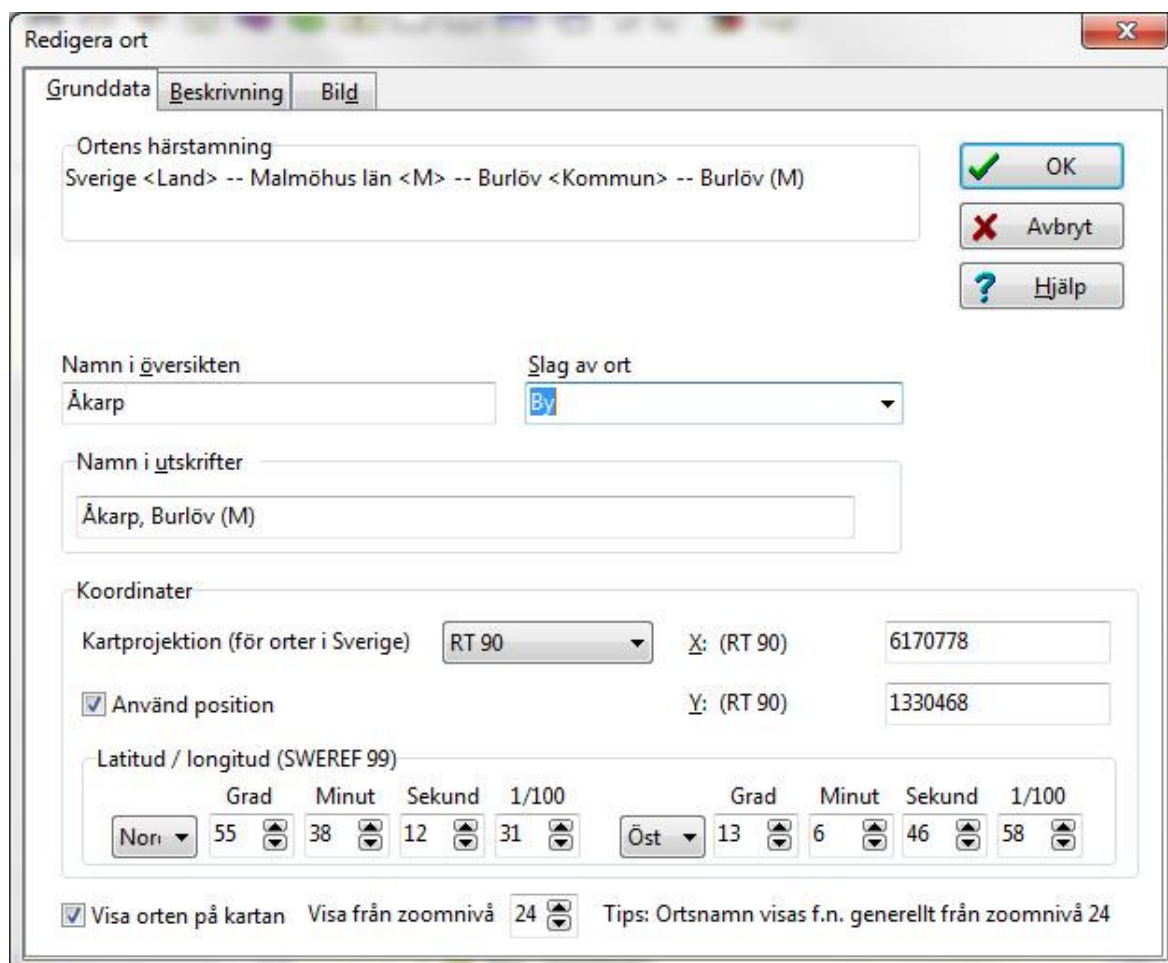 Redigera ort
Grunddata Beskrivning Bild
Ortens härstamning
Sverige <Land> -- Malmöhus län <M> -- Burlöv <Kommun> -- Burlöv (M)
OK
Avbryt
Hjälp
Namn i översikten Slag av ort
Åkarp By
Namn i utskrifter
Åkarp, Burlöv (M)
Koordinater
Kartprojektion (för orter i Sverige) RT 90 X: (RT 90) 6170778
Använd position Y: (RT 90) 1330468
Latitud / longitud (SWEREF 99)
Grad Minut Sekund 1/100 Grad Minut Sekund 1/100
Nor 55 38 12 31 Öst 13 6 46 58
Visa orten på kartan Visa från zoomnivå 24 Tips: Ortsnamn visas f.n. generellt från zoomnivå 24